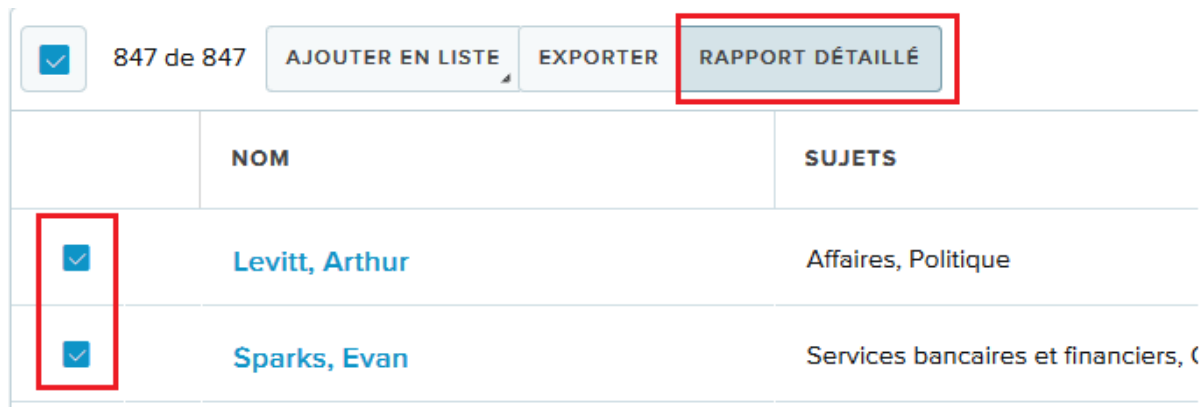 847 de 847 AJOUTER EN LISTE EXPORTER RAPPORT DÉTAILLÉ
NOM SUJETS
Levitt, Arthur Affaires, Politique
Sparks, Evan Services bancaires et financiers,